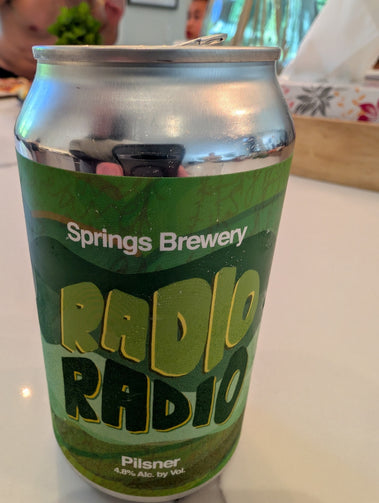 Springs Brewery
RADIO
RADIO
Pilsner
4.8% Alc. by Vol.